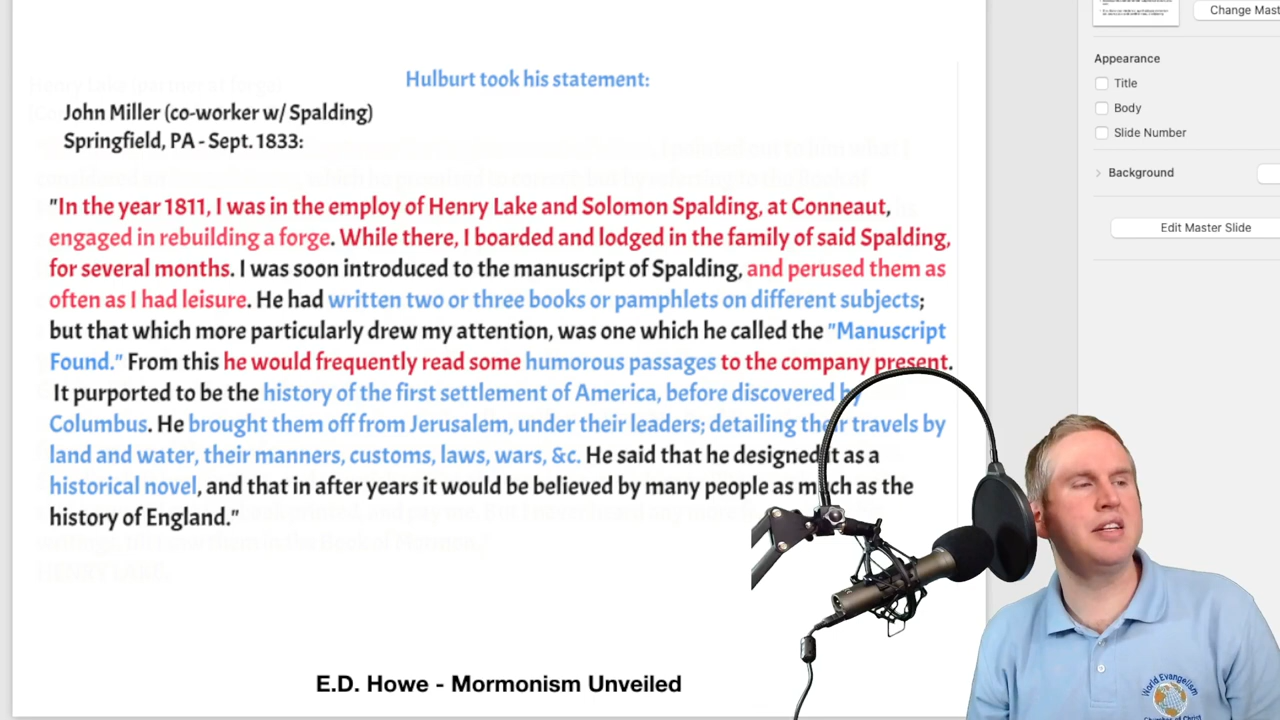 Change Mast
Appearance
Title
Body
Slide Number
Background
Edit Master Slide
Hulburt took his statement:
John Miller (co-worker w/ Spalding)
Springfield, PA - Sept. 1833:
"In the year 1811, I was in the employ of Henry Lake and Solomon Spalding, at Conneaut,
engaged in rebuilding a forge. While there, I boarded and lodged in the family of said Spalding,
for several months. I was soon introduced to the manuscript of Spalding, and perused them as
often as I had leisure. He had written two or three books or pamphlets on different subjects;
but that which more particularly drew my attention, was one which he called the "Manuscript
Found." From this he would frequently read some humorous passages to the company present.
It purported to be the history of the first settlement of America, before discovered by
Columbus. He brought them off from Jerusalem, under their leaders; detailing their travels by
land and water, their manners, customs, laws, wars, &c. He said that he designed it as a
historical novel, and that in after years it would be believed by many people as much as the
history of England."
HENRY LAKE.
E.D. Howe - Mormonism Unveiled
World Evangelism
Church of Christ